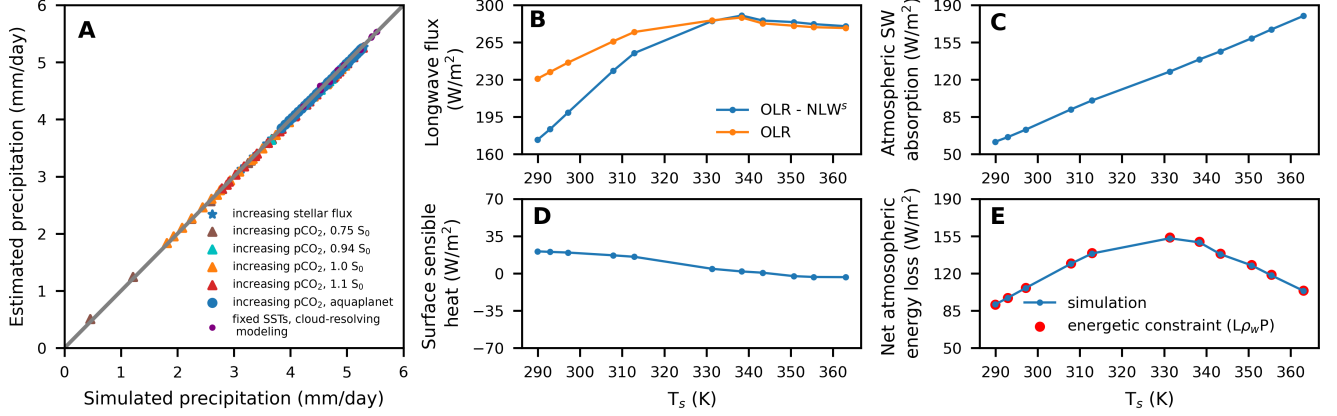 A
Estimated precipitation (mm/day)
6
5
4
3
2
1
0
increasing stellar flux
increasing pCO₂, 0.75 S₀
increasing pCO₂, 0.94 S₀
increasing pCO₂, 1.0 S₀
increasing pCO₂, 1.1 S₀
increasing pCO₂, aquaplanet
fixed SSTs, cloud-resolving
modeling
0 1 2 3 4 5 6
Simulated precipitation (mm/day)
B
Longwave flux
(W/m²)
300
265
230
195
160
OLR - NLWˢ
OLR
290 300 310 320 330 340 350 360
C
Atmospheric SW
absorption (W/m²)
190
155
120
85
50
290 300 310 320 330 340 350 360
D
Surface sensible
heat (W/m²)
70
35
0
−35
−70
290 300 310 320 330 340 350 360
Tₛ (K)
E
Net atmospheric
energy loss (W/m²)
190
155
120
85
50
simulation
energetic constraint (Lρ_wP)
290 300 310 320 330 340 350 360
Tₛ (K)